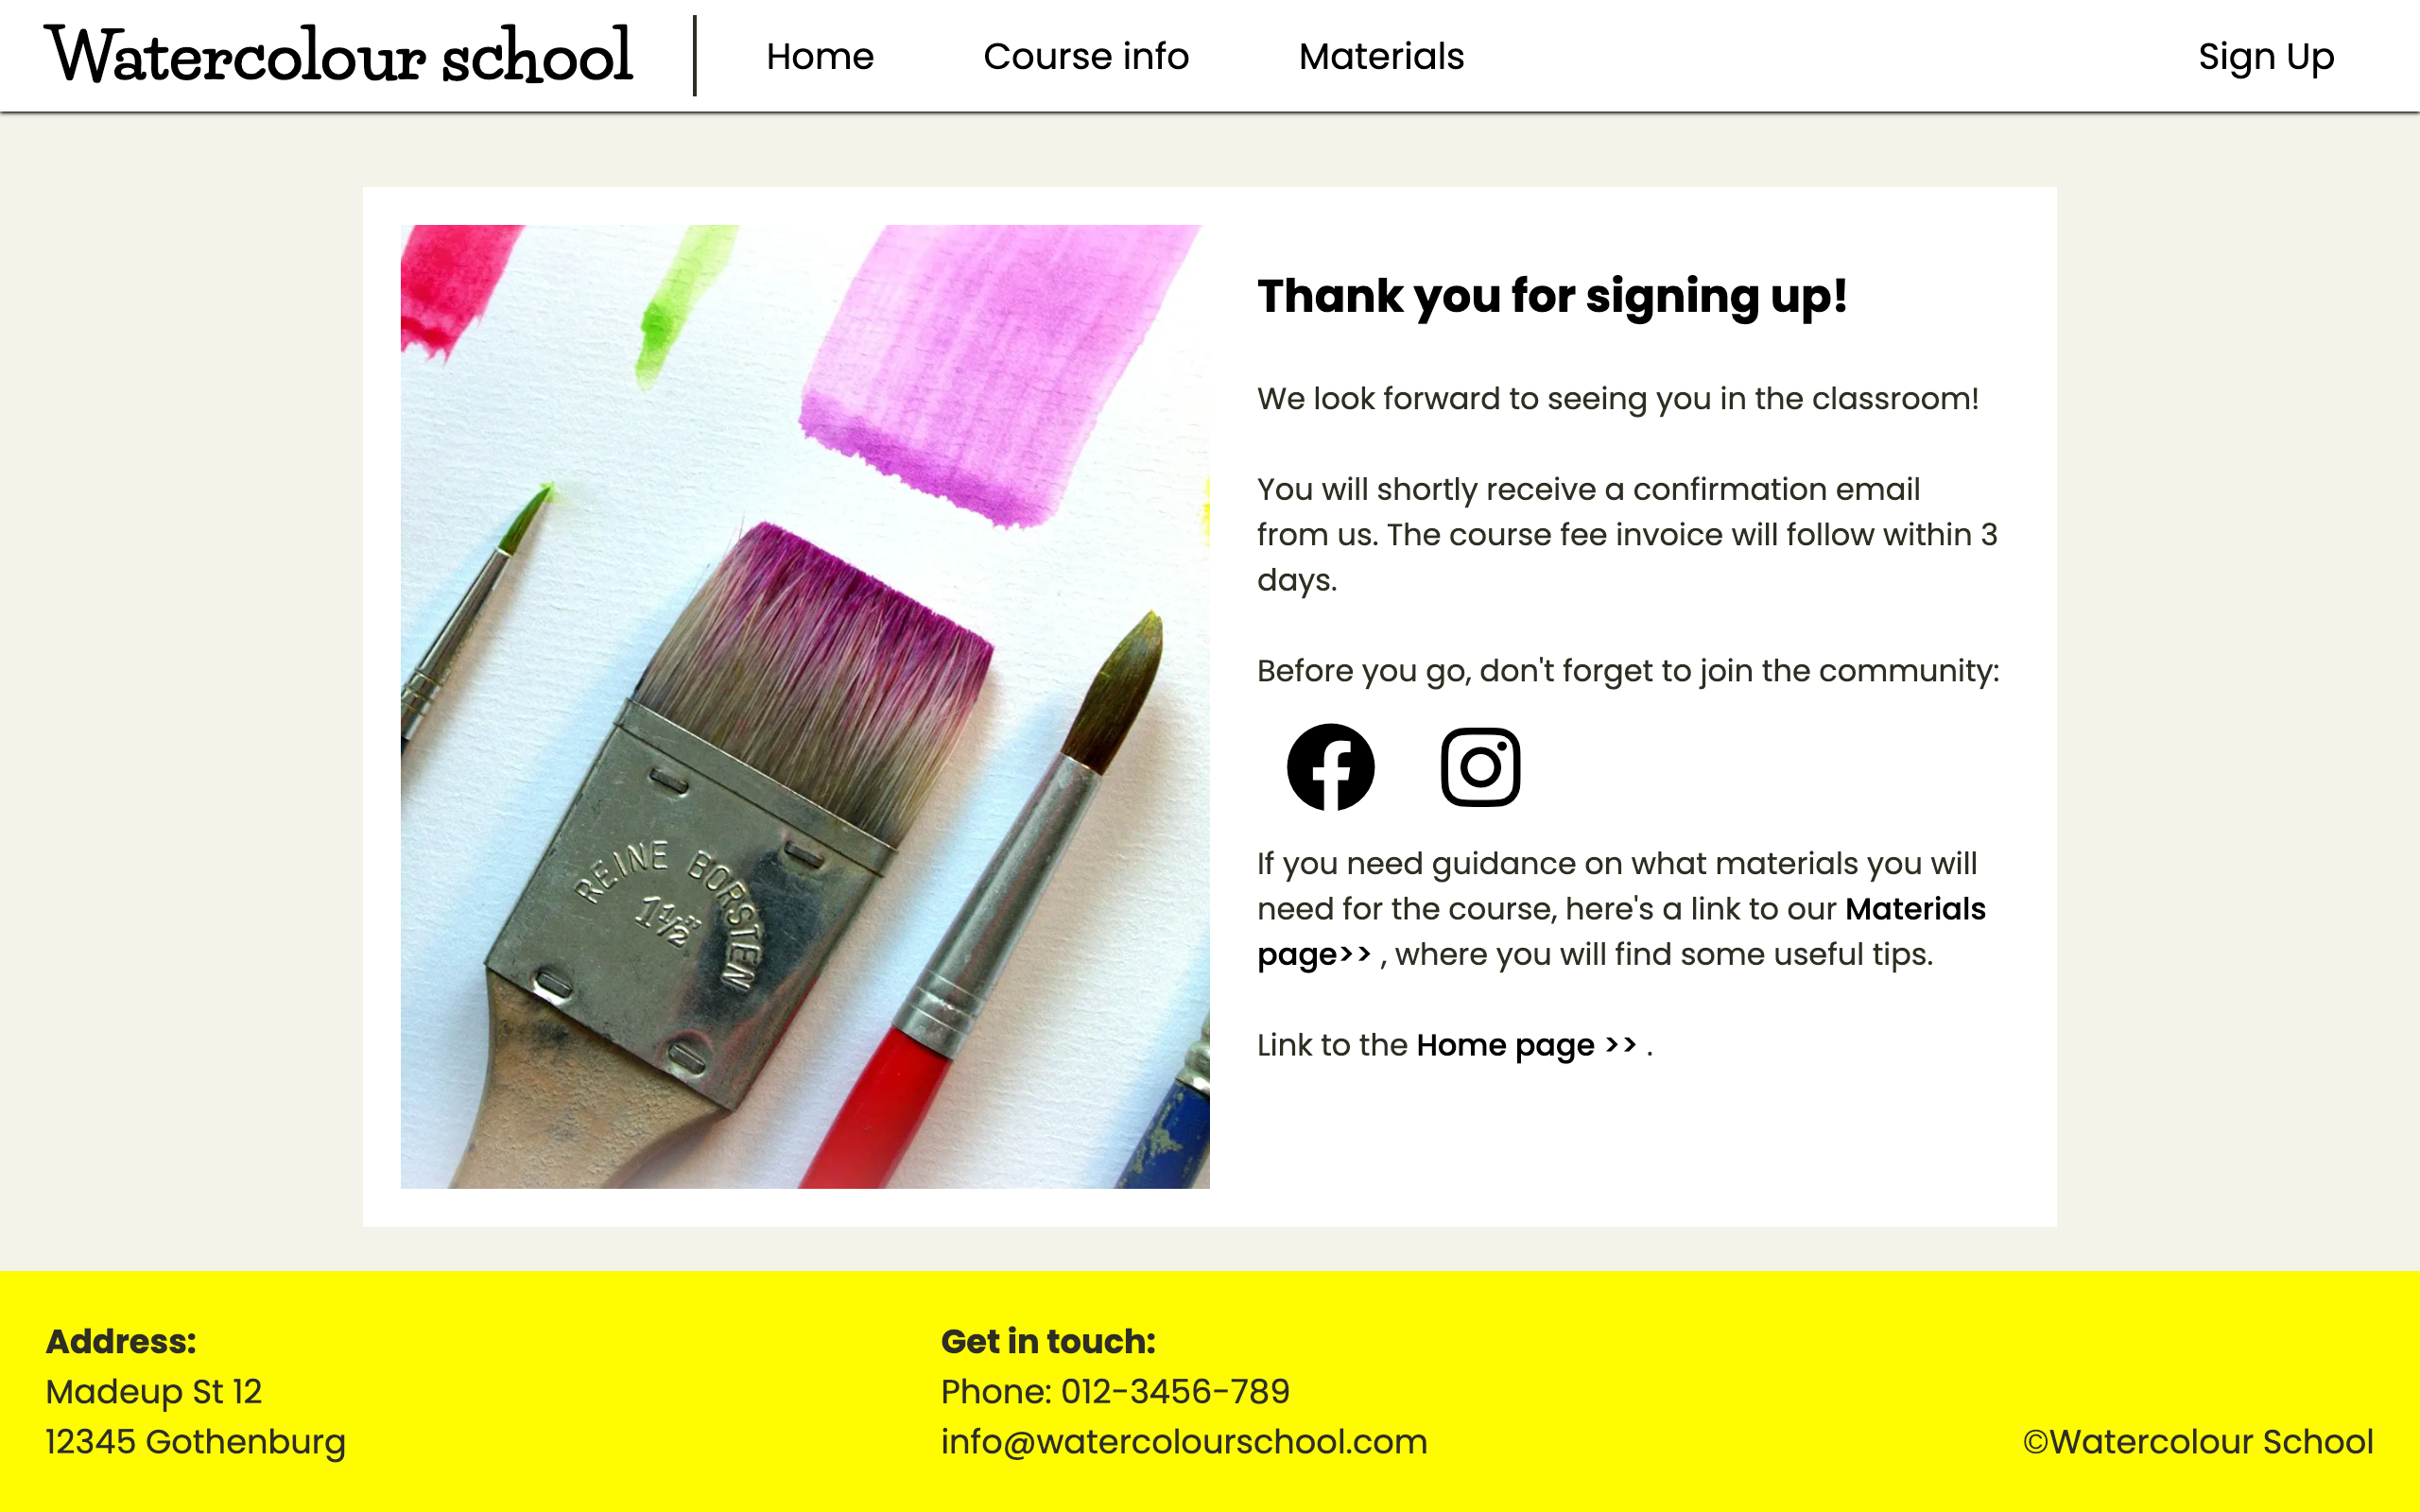 Watercolour school
Home
Course info
Materials
Sign Up
REINE BORSTEN
1 1/2"
Thank you for signing up!
We look forward to seeing you in the classroom!
You will shortly receive a confirmation email
from us. The course fee invoice will follow within 3
days.
Before you go, don't forget to join the community:
If you need guidance on what materials you will
need for the course, here's a link to our Materials
page>> , where you will find some useful tips.
Link to the Home page >> .
Address:
Madeup St 12
12345 Gothenburg
Get in touch:
Phone: 012-3456-789
info@watercolourschool.com
©Watercolour School